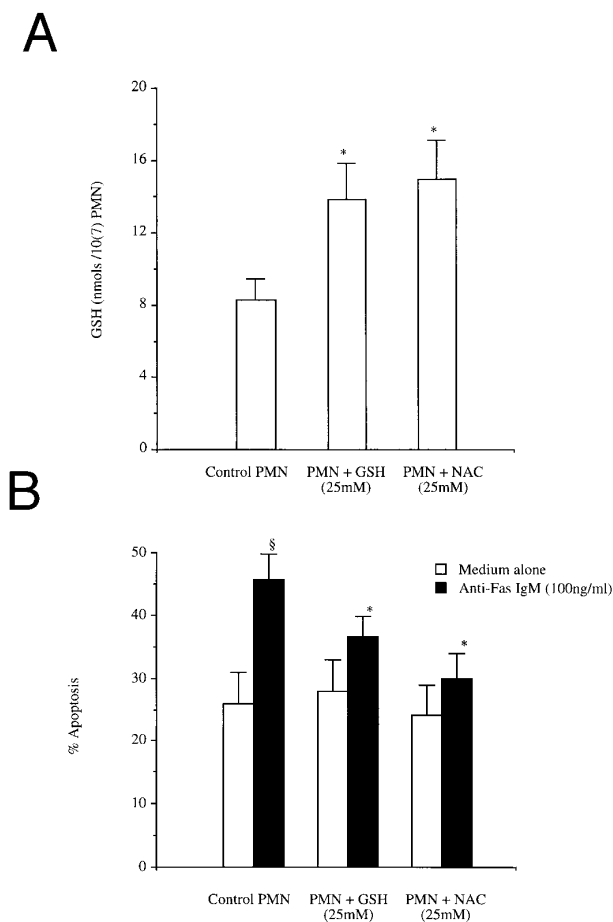 A
20
16
12
8
4
0
GSH (nmols /10(7) PMN)
*
*
Control PMN
PMN + GSH
(25mM)
PMN + NAC
(25mM)
B
50
40
30
20
10
0
% Apoptosis
§
*
*
Medium alone
Anti-Fas IgM (100ng/ml)
Control PMN
PMN + GSH
(25mM)
PMN + NAC
(25mM)